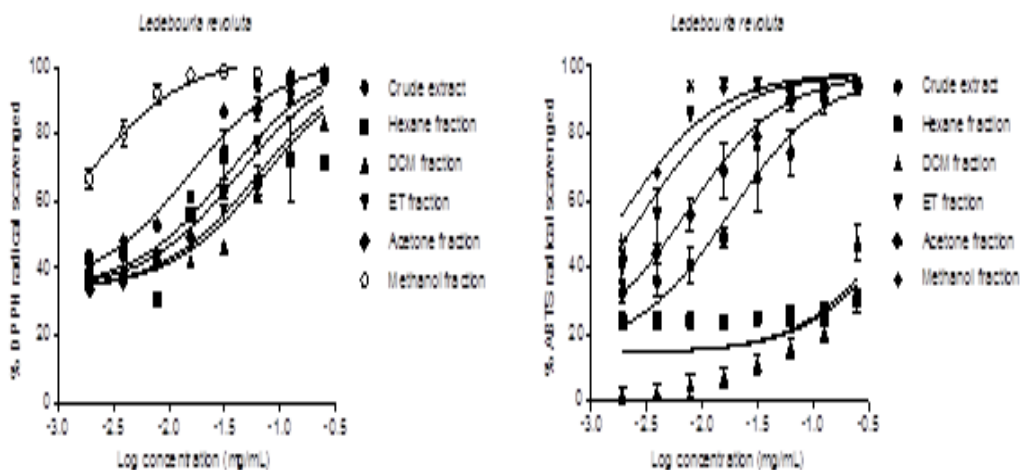 Ledebouria revoluta
% DPPH radical scavenged
100
80
60
40
20
0
-3.0 -2.5 -2.0 -1.5 -1.0 -0.5
Log concentration (mg/mL)
Crude extract
Hexane fraction
DCM fraction
ET fraction
Acetone fraction
Methanol fraction
Ledebouria revoluta
% ABTS radical scavenged
100
80
60
40
20
0
-3.0 -2.5 -2.0 -1.5 -1.0 -0.5
Log concentration (mg/mL)
Crude extract
Hexane fraction
DCM fraction
ET fraction
Acetone fraction
Methanol fraction